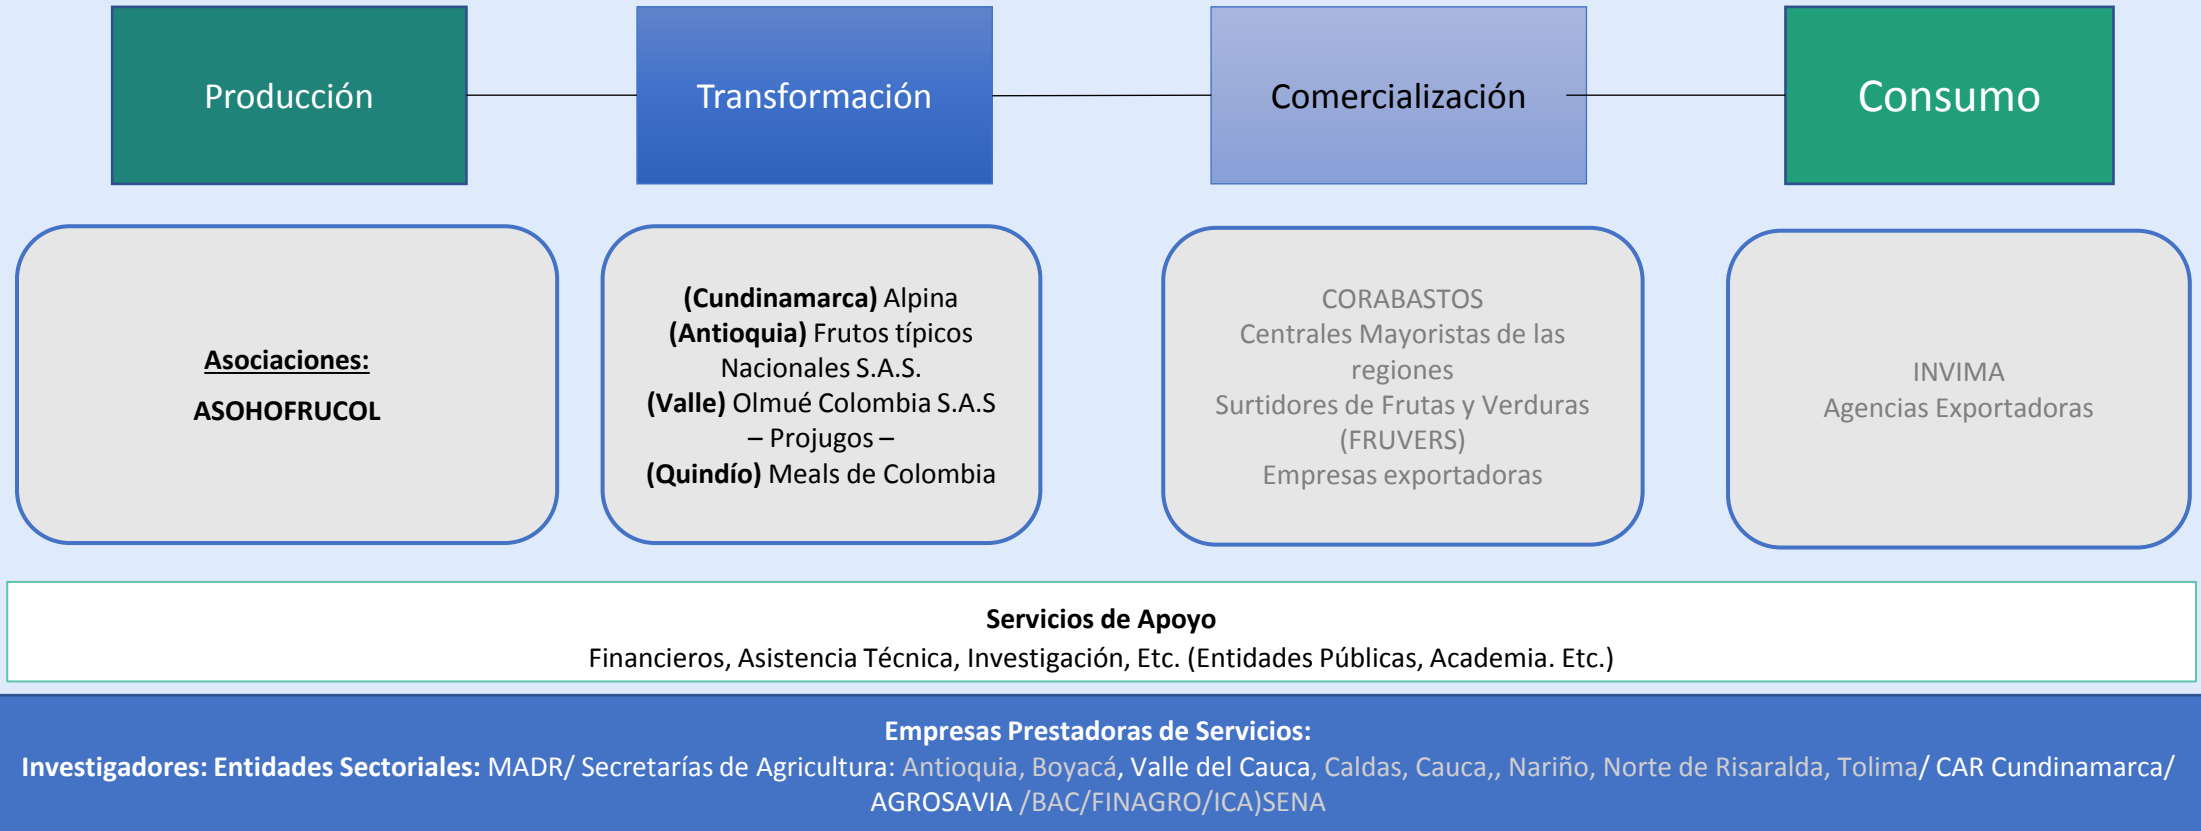 Producción
Transformación
Comercialización
Consumo
Asociaciones:
ASOHOFRUCOL
(Cundinamarca) Alpina
(Antioquia) Frutos típicos
Nacionales S.A.S.
(Valle) Olmué Colombia S.A.S
– Projugos –
(Quindío) Meals de Colombia
CORABASTOS
Centrales Mayoristas de las
regiones
Surtidores de Frutas y Verduras
(FRUVERS)
Empresas exportadoras
INVIMA
Agencias Exportadoras
Servicios de Apoyo
Financieros, Asistencia Técnica, Investigación, Etc. (Entidades Públicas, Academia. Etc.)
Empresas Prestadoras de Servicios:
Investigadores: Entidades Sectoriales: MADR/ Secretarías de Agricultura: Antioquia, Boyacá, Valle del Cauca, Caldas, Cauca,, Nariño, Norte de Risaralda, Tolima/ CAR Cundinamarca/
AGROSAVIA /BAC/FINAGRO/ICA)SENA